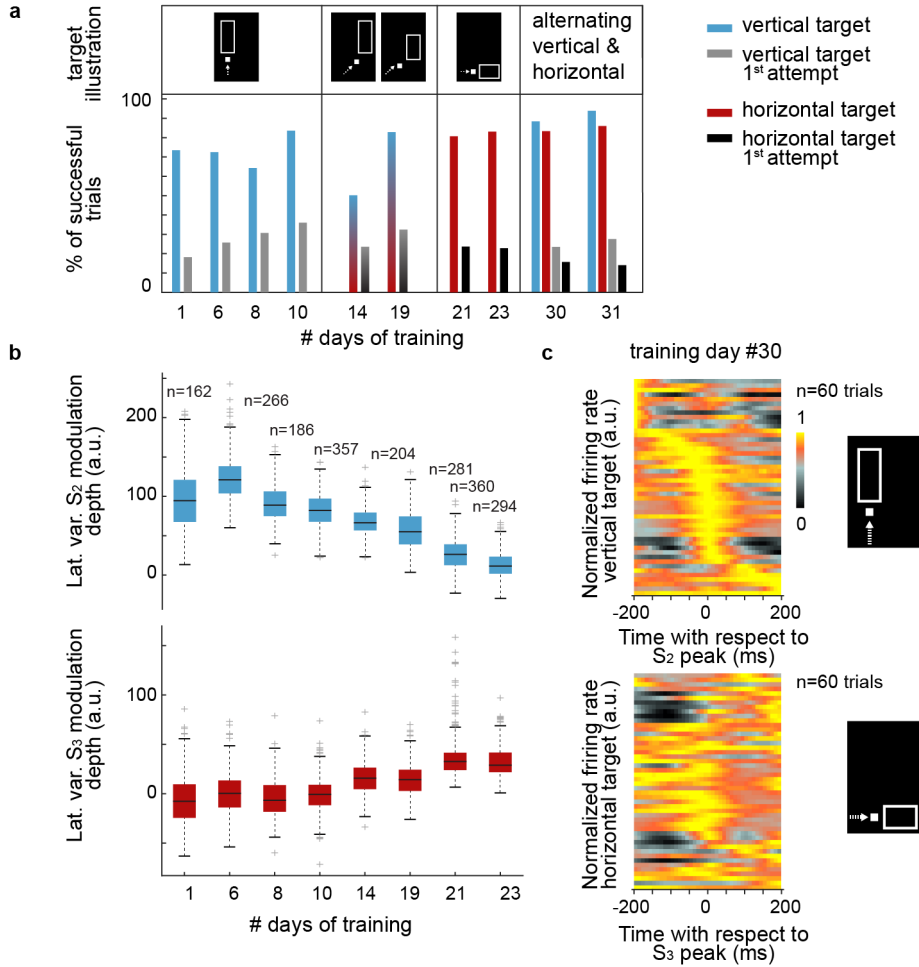 a
target
illustration
alternating
vertical &
horizontal
vertical target
vertical target
1st attempt
horizontal target
horizontal target
1st attempt
% of successful
trials
100
0
1 6 8 10 14 19 21 23 30 31
# days of training
b
Lat. var. S2 modulation
depth (a.u.)
200
100
0
n=162
n=266
n=186
n=357
n=204
n=281
n=360
n=294
Lat. var. S3 modulation
depth (a.u.)
100
0
1 6 8 10 14 19 21 23
# days of training
c
training day #30
Normalized friring rate
vertical target
n=60 trials
1
0
-200 0 200
Time with respect to
S2 peak (ms)
Normalized firing rate
horizontal target
n=60 trials
-200 0 200
Time with respect to
S3 peak (ms)